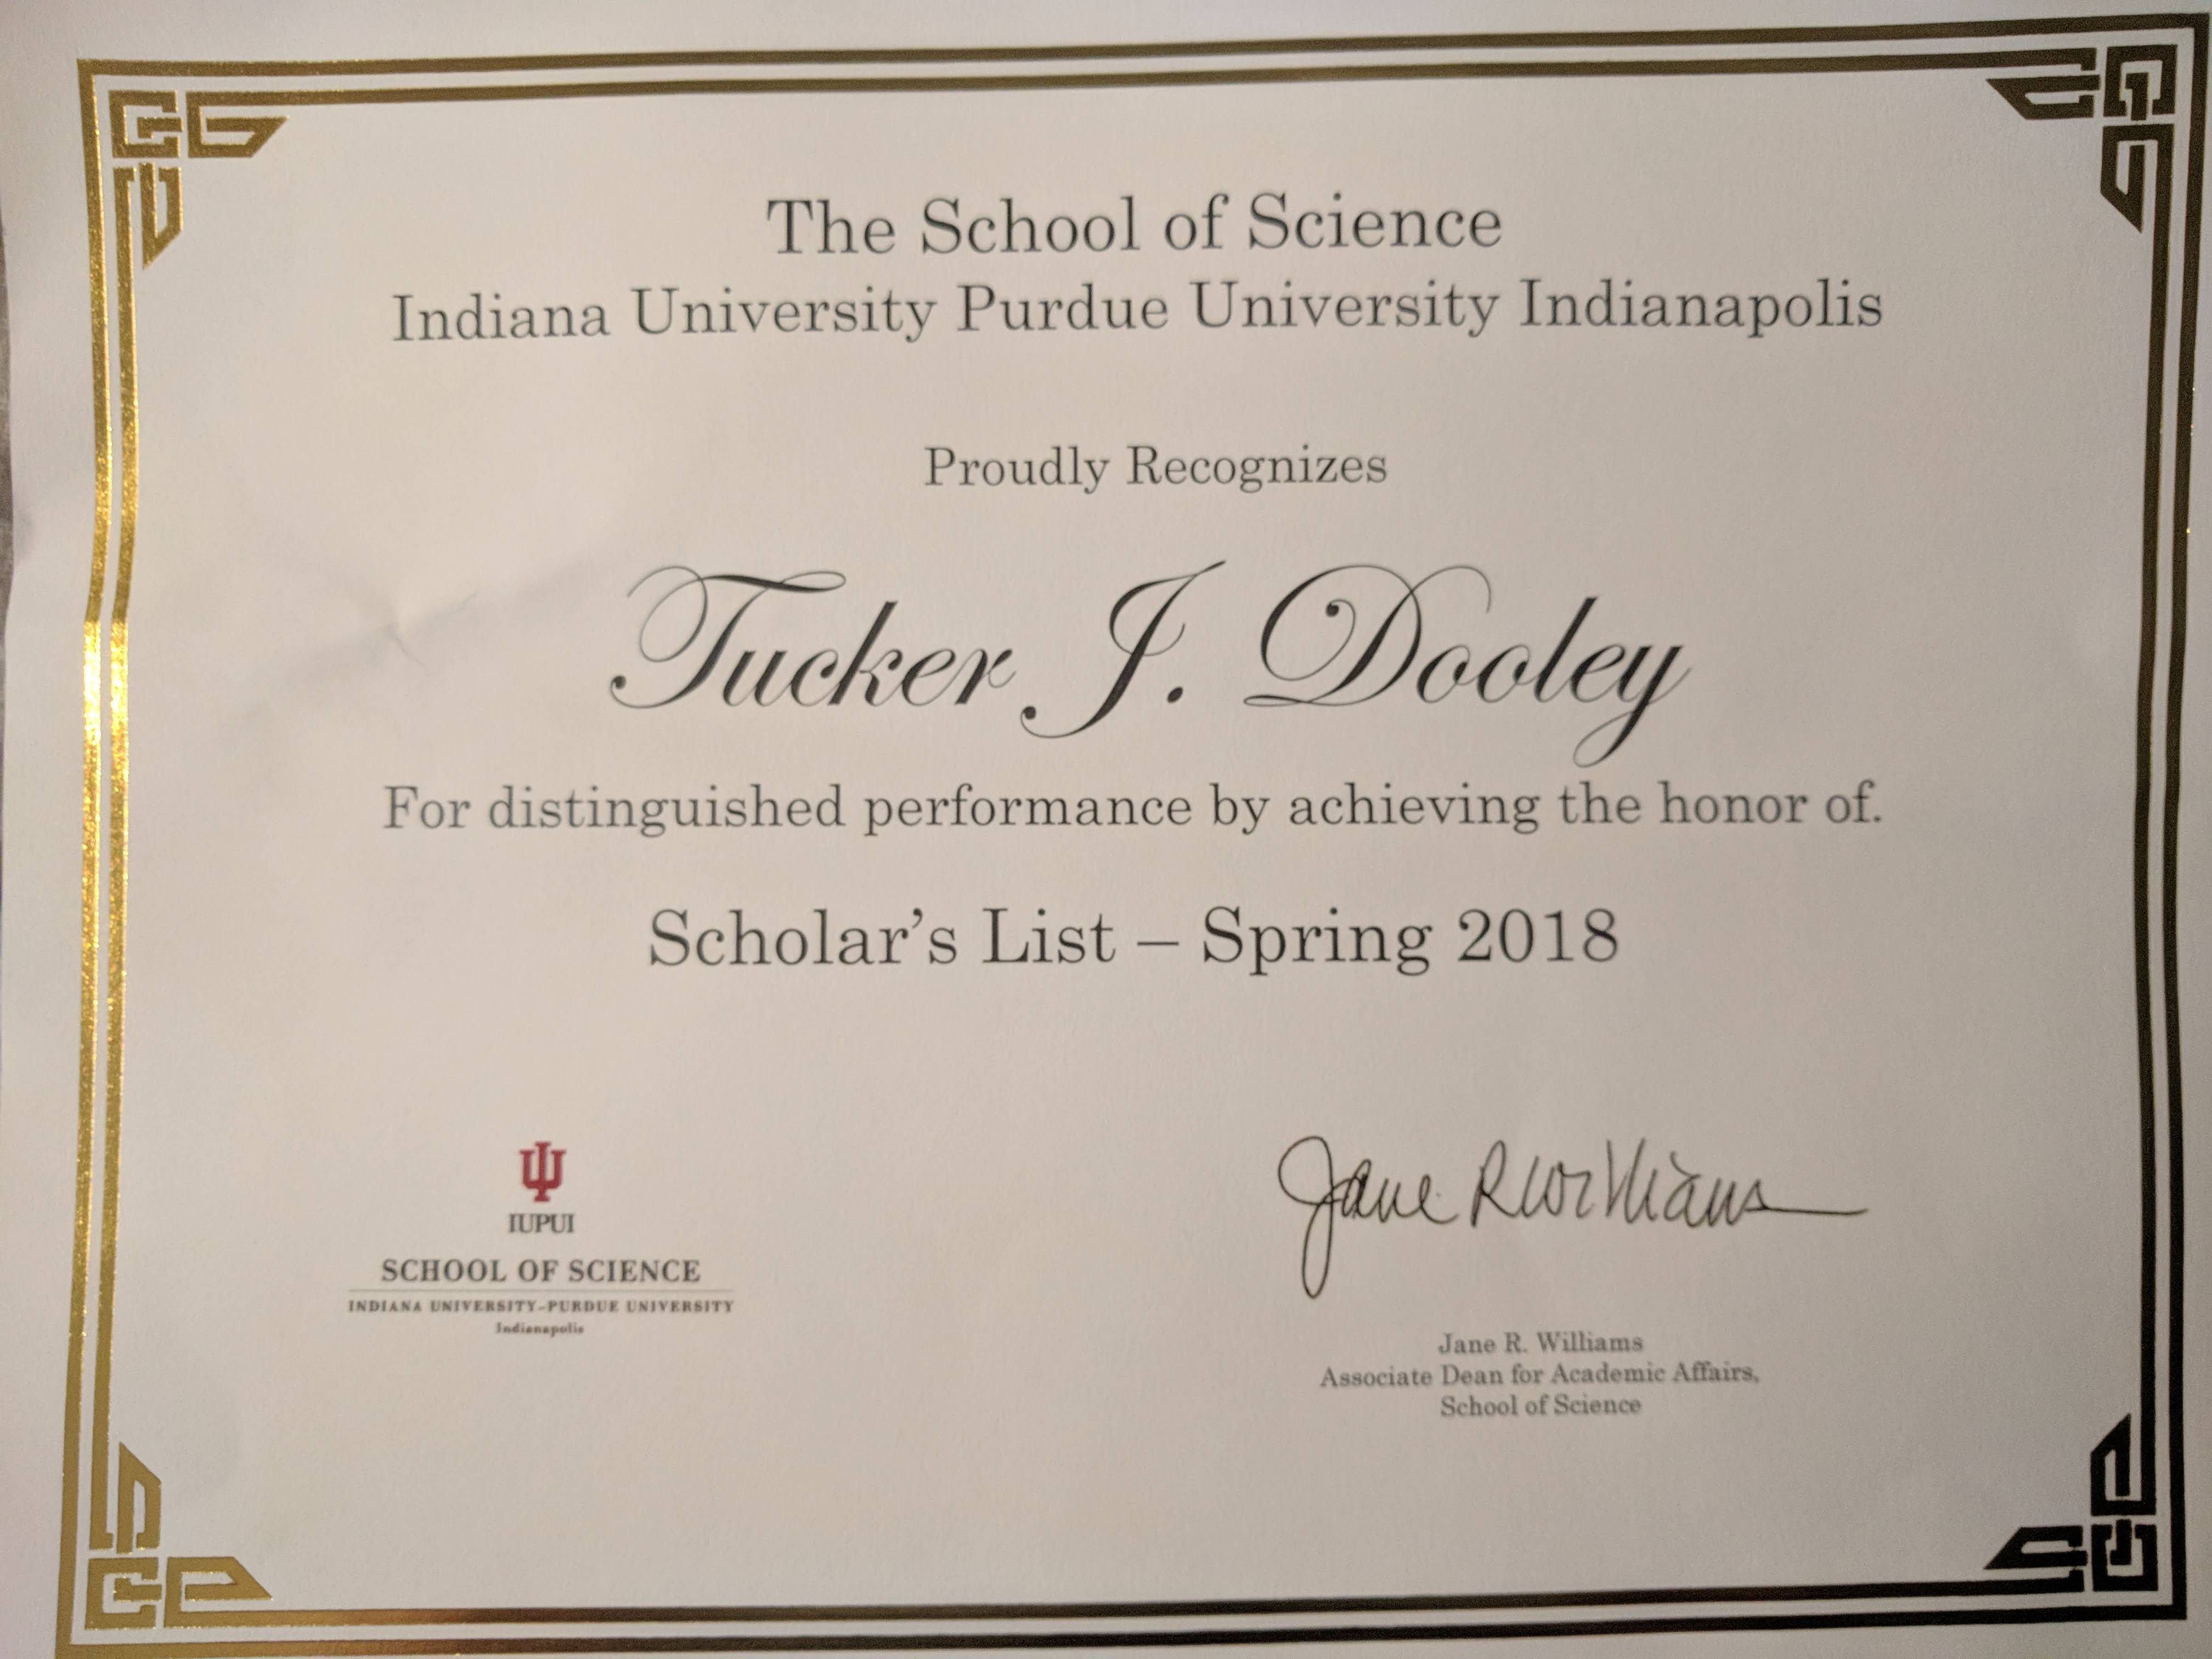 The School of Science
Indiana University Purdue University Indianapolis
Proudly Recognizes
Tucker J. Dooley
For distinguished performance by achieving the honor of.
Scholar's List – Spring 2018
IUPUI
SCHOOL OF SCIENCE
INDIANA UNIVERSITY–PURDUE UNIVERSITY
Indianapolis
Jane R Williams
Jane R. Williams
Associate Dean for Academic Affairs,
School of Science